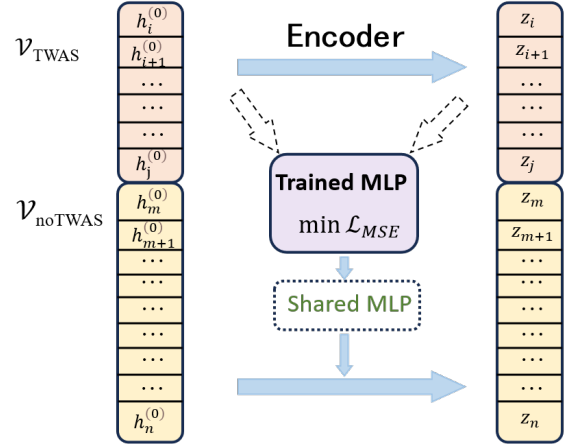 𝒱TWAS
h_i^(0)
h_{i+1}^(0)
...
...
...
h_j^(0)
𝒱noTWAS
h_m^(0)
h_{m+1}^(0)
...
...
...
...
...
...
h_n^(0)
Encoder
Trained MLP
min ℒ_MSE
Shared MLP
z_i
z_{i+1}
...
...
...
z_j
z_m
z_{m+1}
...
...
...
...
...
...
z_n